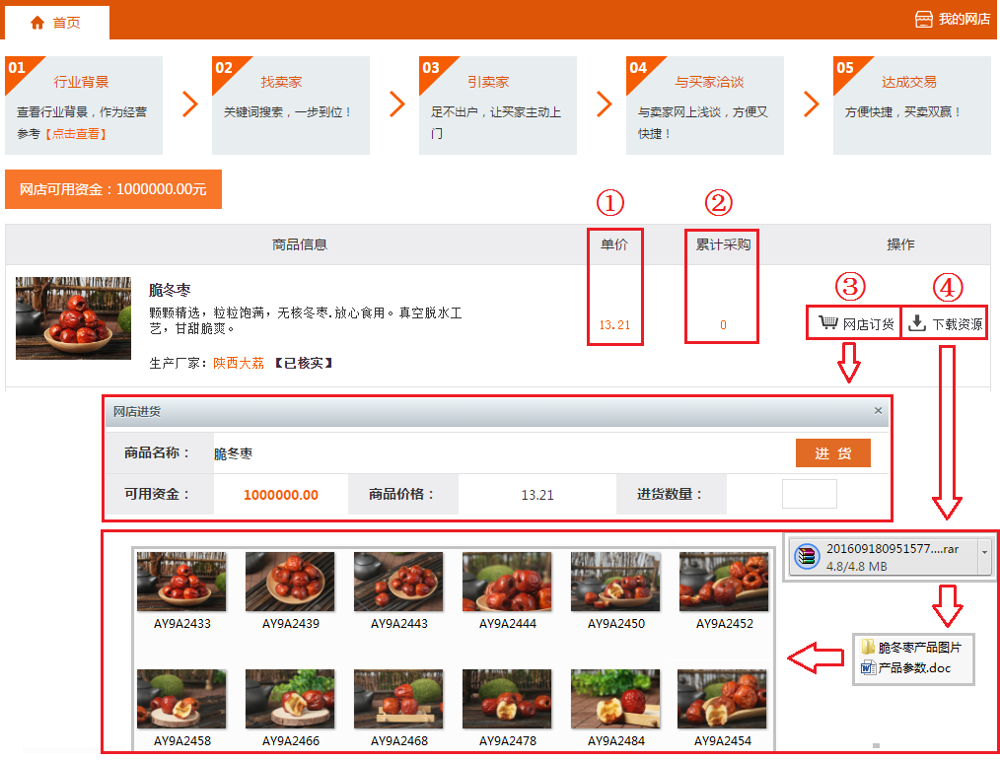 首页
我的网店
01
行业背景
查看行业背景，作为经营
参考【点击查看】
02
找卖家
关键词搜索，一步到位！
03
引卖家
足不出户，让买家主动上
门
04
与买家洽谈
与卖家网上浅谈，方便又
快捷！
05
达成交易
方便快捷，买卖双赢！
网店可用资金：1000000.00元
① ②
商品信息 单价 累计采购 操作
③ ④
脆冬枣
颗颗精选，粒粒饱满，无核冬枣.放心食用。真空脱水工
艺，甘甜脆爽。
13.21 0 网店订货 下载资源
生产厂家：陕西大荔 【已核实】
网店进货 ×
商品名称： 脆冬枣 进 货
可用资金： 1000000.00 商品价格： 13.21 进货数量：
201609180951577....rar
4.8/4.8 MB
AY9A2433 AY9A2439 AY9A2443 AY9A2444 AY9A2450 AY9A2452
脆冬枣产品图片
产品参数.doc
AY9A2458 AY9A2466 AY9A2468 AY9A2478 AY9A2484 AY9A2454